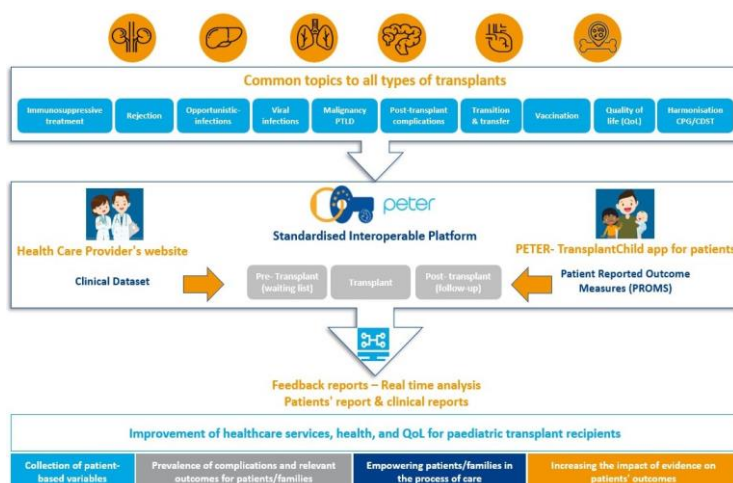 Common topics to all types of transplants
Immunosuppressive
treatment
Rejection
Opportunistic-
infections
Viral
infections
Malignancy
PTLD
Post-transplant
complications
Transition
& transfer
Vaccination
Quality of
life (QoL)
Harmonisation
CPG/CDST
peter
Health Care Provider's website
Standardised Interoperable Platform
PETER- TransplantChild app for patients
Clinical Dataset
Pre- Transplant
(waiting list)
Transplant
Post- transplant
(follow-up)
Patient Reported Outcome
Measures (PROMS)
Feedback reports – Real time analysis
Patients' report & clinical reports
Improvement of healthcare services, health, and QoL for paediatric transplant recipients
Collection of patient-
based variables
Prevalence of complications and relevant
outcomes for patients/families
Empowering patients/families in
the process of care
Increasing the impact of evidence on
patients' outcomes